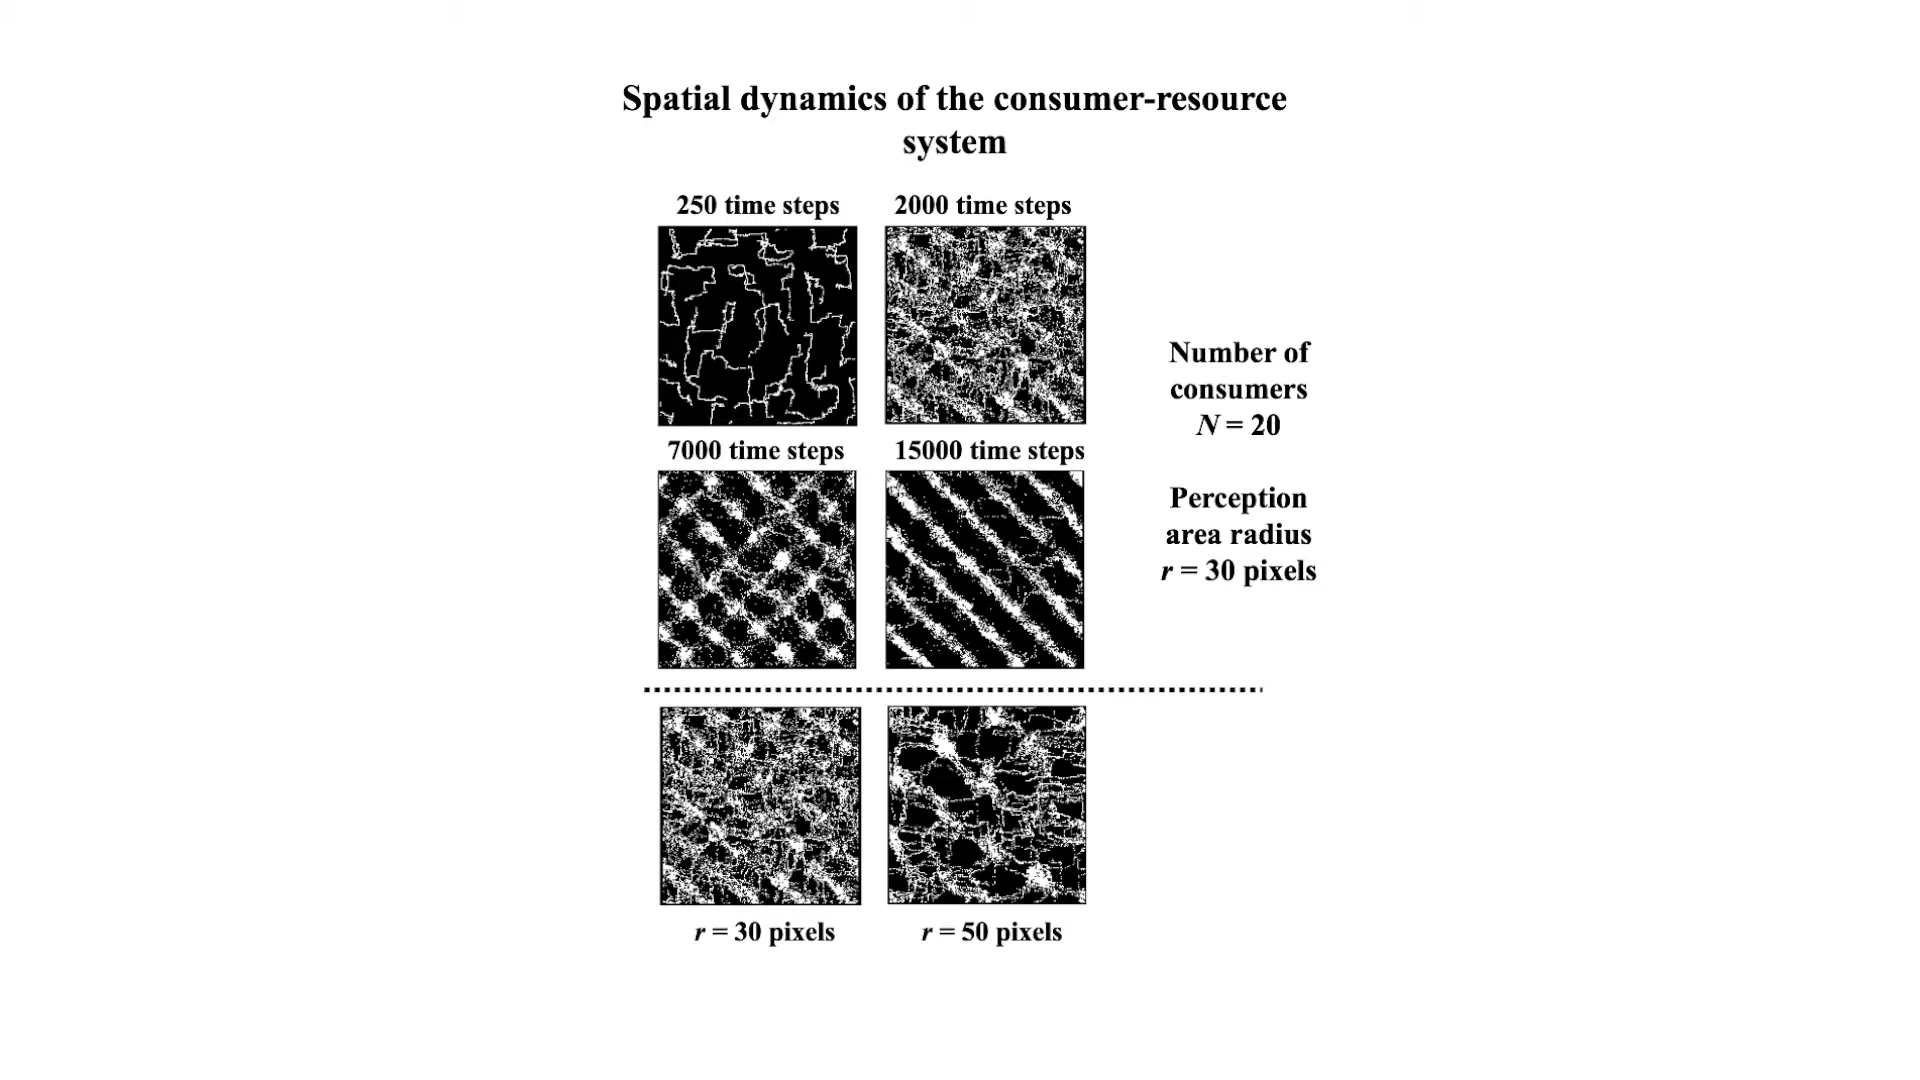 Spatial dynamics of the consumer-resource
system
250 time steps
2000 time steps
7000 time steps
15000 time steps
Number of
consumers
N = 20
Perception
area radius
r = 30 pixels
r = 30 pixels
r = 50 pixels